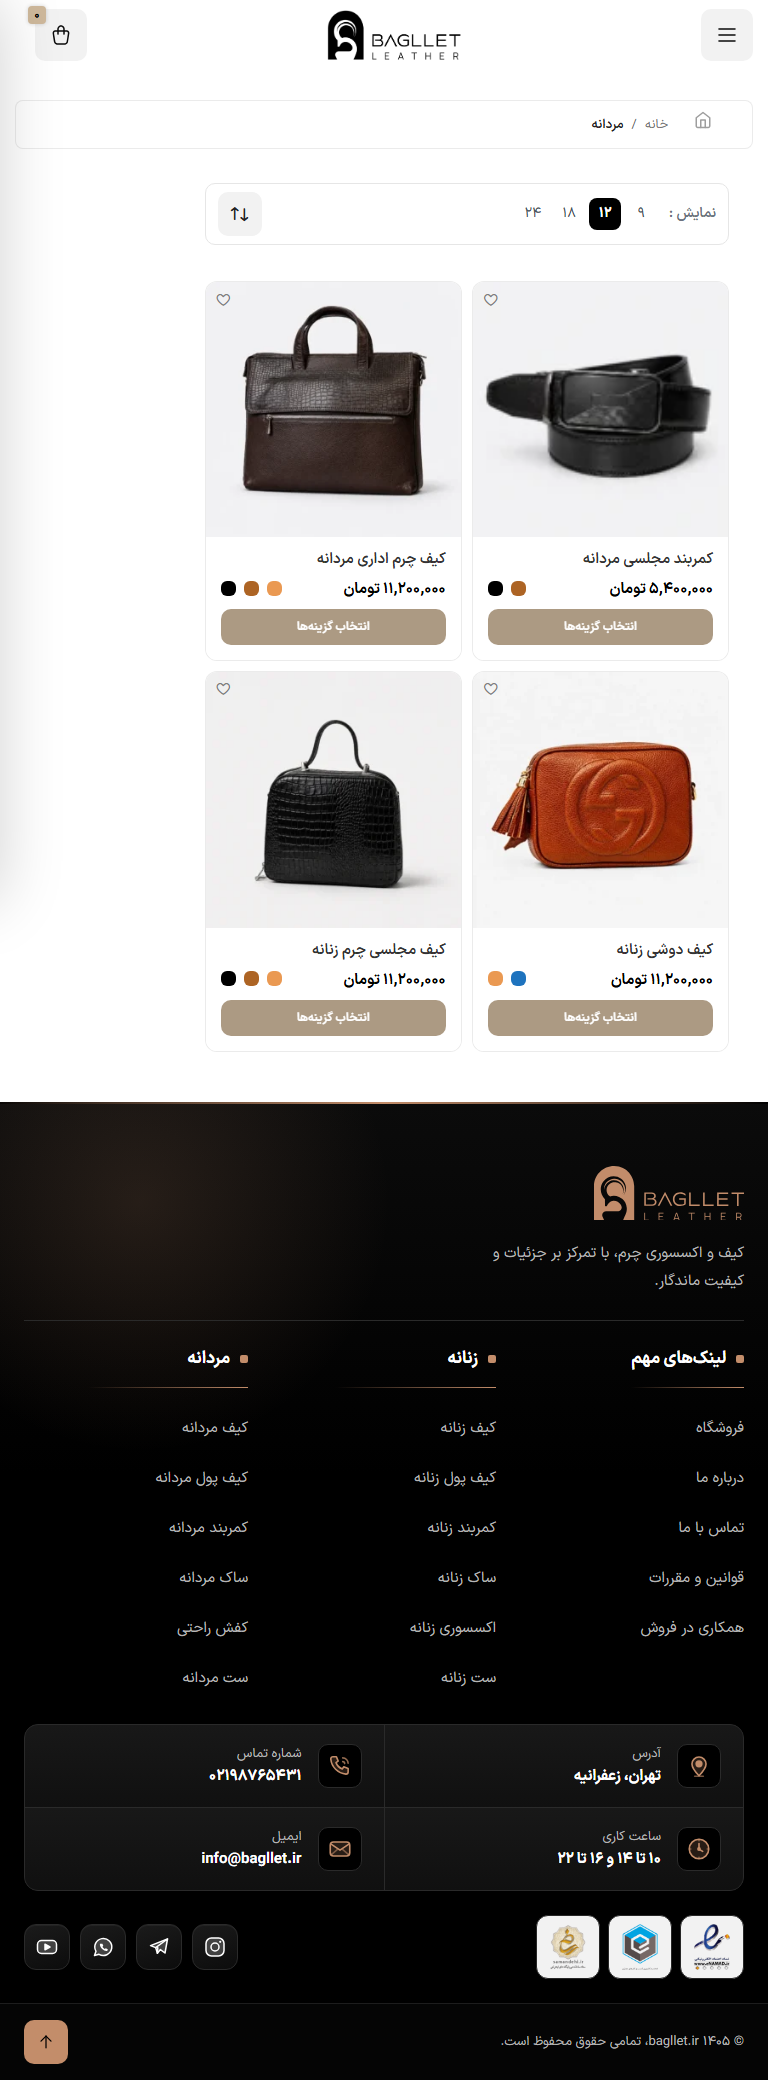 ۰
BAGLLET
LEATHER
خانه / مردانه
نمایش : ۹ ۱۲ ۱۸ ۲۴
کمربند مجلسی مردانه
۵,۴۰۰,۰۰۰ تومان
انتخاب گزینه‌ها
کیف چرم اداری مردانه
۱۱,۲۰۰,۰۰۰ تومان
انتخاب گزینه‌ها
کیف دوشی زنانه
۱۱,۲۰۰,۰۰۰ تومان
انتخاب گزینه‌ها
کیف مجلسی چرم زنانه
۱۱,۲۰۰,۰۰۰ تومان
انتخاب گزینه‌ها
BAGLLET
LEATHER
کیف و اکسسوری چرم، با تمرکز بر جزئیات و
کیفیت ماندگار.
لینک‌های مهم
فروشگاه
درباره ما
تماس با ما
قوانین و مقررات
همکاری در فروش
زنانه
کیف زنانه
کیف پول زنانه
کمربند زنانه
ساک زنانه
اکسسوری زنانه
ست زنانه
مردانه
کیف مردانه
کیف پول مردانه
کمربند مردانه
ساک مردانه
کفش راحتی
ست مردانه
آدرس
تهران، زعفرانیه
شماره تماس
۰۲۱۹۸۷۶۵۴۳۱
ساعت کاری
۱۰ تا ۱۴ و ۱۶ تا ۲۲
ایمیل
info@bagllet.ir
www.eNAMAD.ir
samandehi.ir
© ۱۴۰۵ bagllet.ir، تمامی حقوق محفوظ است.